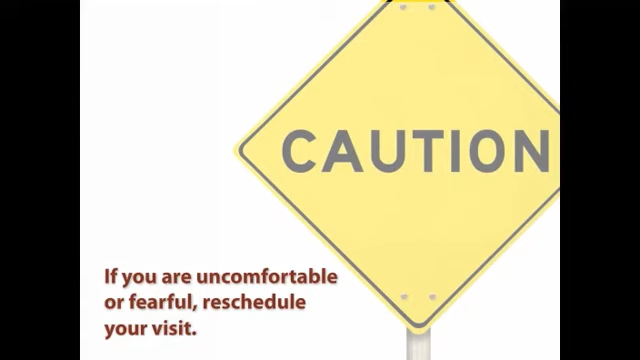 CAUTION
If you are uncomfortable
or fearful, reschedule
your visit.